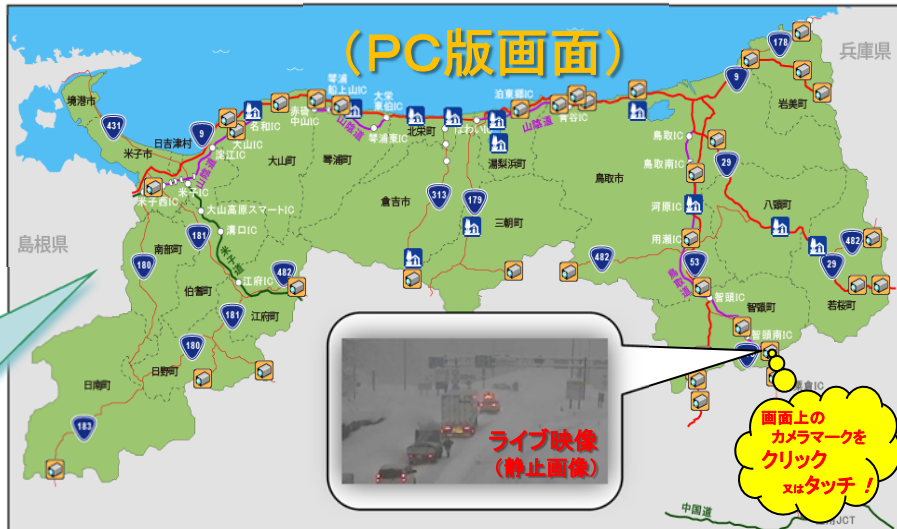 （PC版画面）
兵庫県
178
9
岩美町
境港市
431
日吉津村
9
米子市
名和IC
大山IC
淀江IC
山陰道
米子IC
米子西IC
赤碕
中山IC
琴浦
船上山IC
大栄
東伯IC
山陰道
琴浦東IC
北栄町
はわいIC
泊東郷IC
山陰道
青谷IC
湯梨浜町
鳥取市
鳥取IC
鳥取南IC
29
大山町
琴浦町
倉吉市
313
179
三朝町
河原IC
八頭町
用瀬IC
482
大山高原スマートIC
溝口IC
島根県
南部町
181
180
米子道
482
江府IC
伯耆町
53
482
29
智頭IC
智頭町
若桜町
江府町
181
智頭南IC
180
日野町
日南町
183
ライブ映像
（静止画像）
画面上の
カメラマークを
クリック
又はタッチ！
中国道